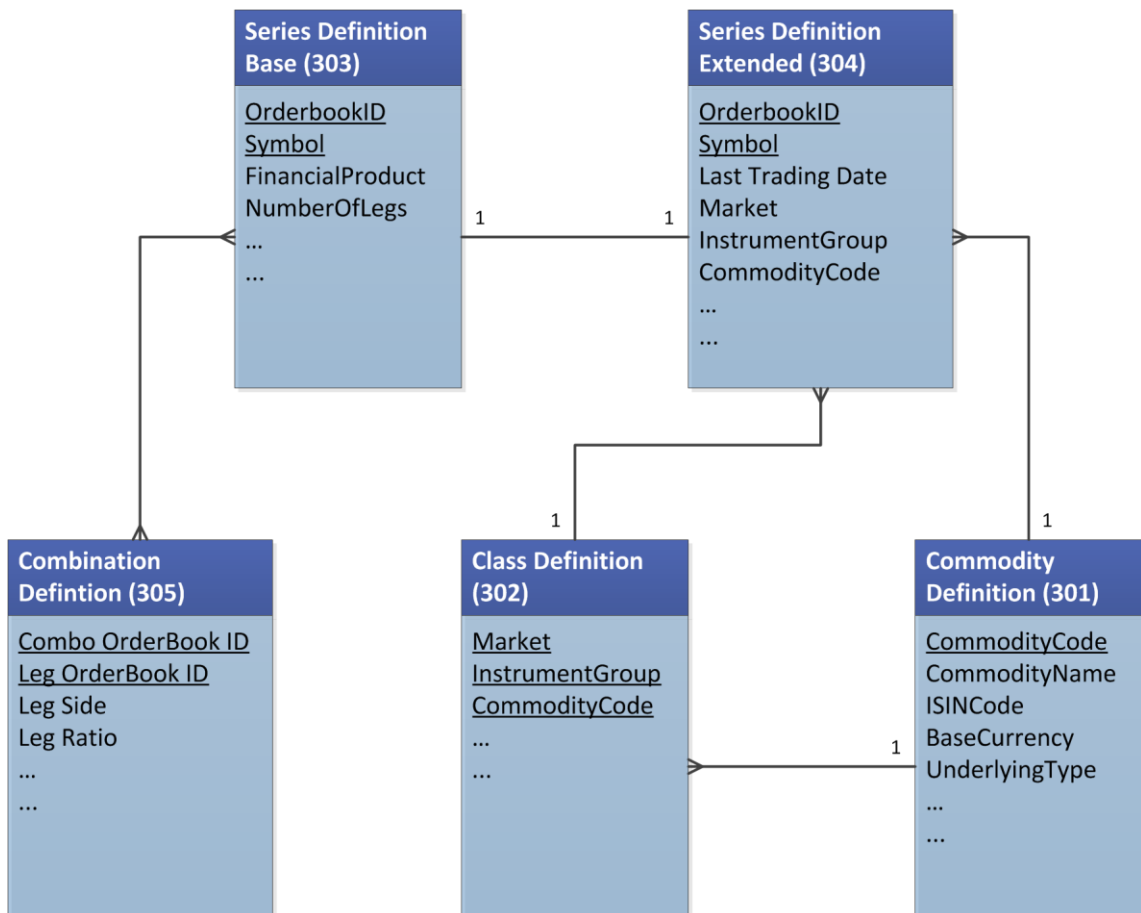 Series Definition
Base (303)
OrderbookID
Symbol
FinancialProduct
NumberOfLegs
...
...
Series Definition
Extended (304)
OrderbookID
Symbol
Last Trading Date
Market
InstrumentGroup
CommodityCode
...
...
1
1
1
1
1
Combination
Defintion (305)
Combo OrderBook ID
Leg OrderBook ID
Leg Side
Leg Ratio
...
...
Class Definition
(302)
Market
InstrumentGroup
CommodityCode
...
...
Commodity
Definition (301)
CommodityCode
CommodityName
ISINCode
BaseCurrency
UnderlyingType
...
...